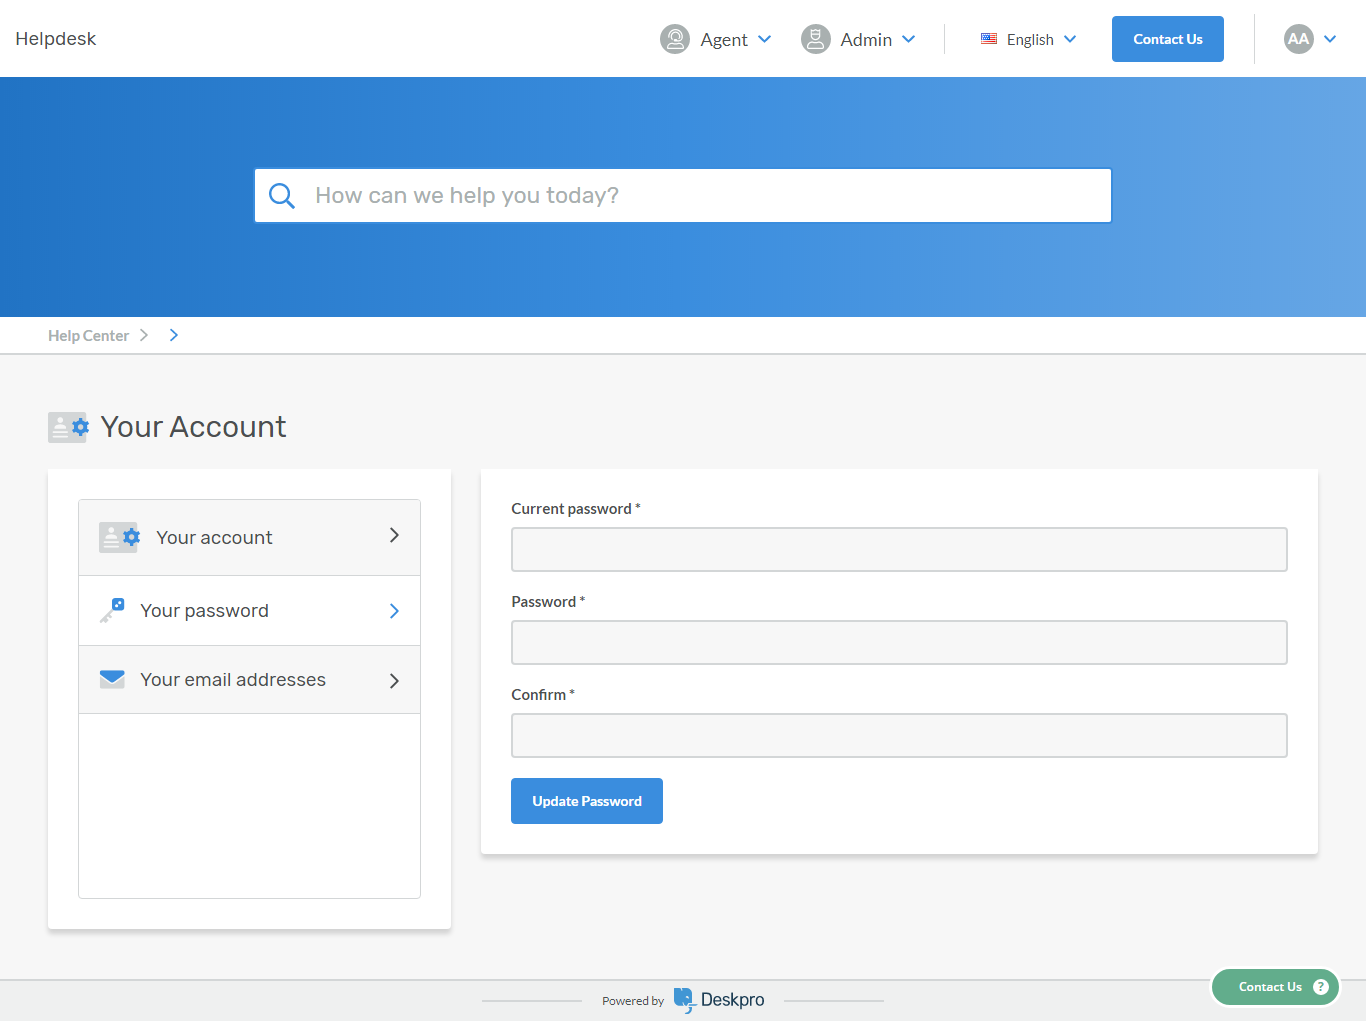 Helpdesk
Agent
Admin
English
Contact Us
AA
How can we help you today?
Help Center
Your Account
Your account
Your password
Your email addresses
Current password *
Password *
Confirm *
Update Password
Powered by Deskpro
Contact Us ?